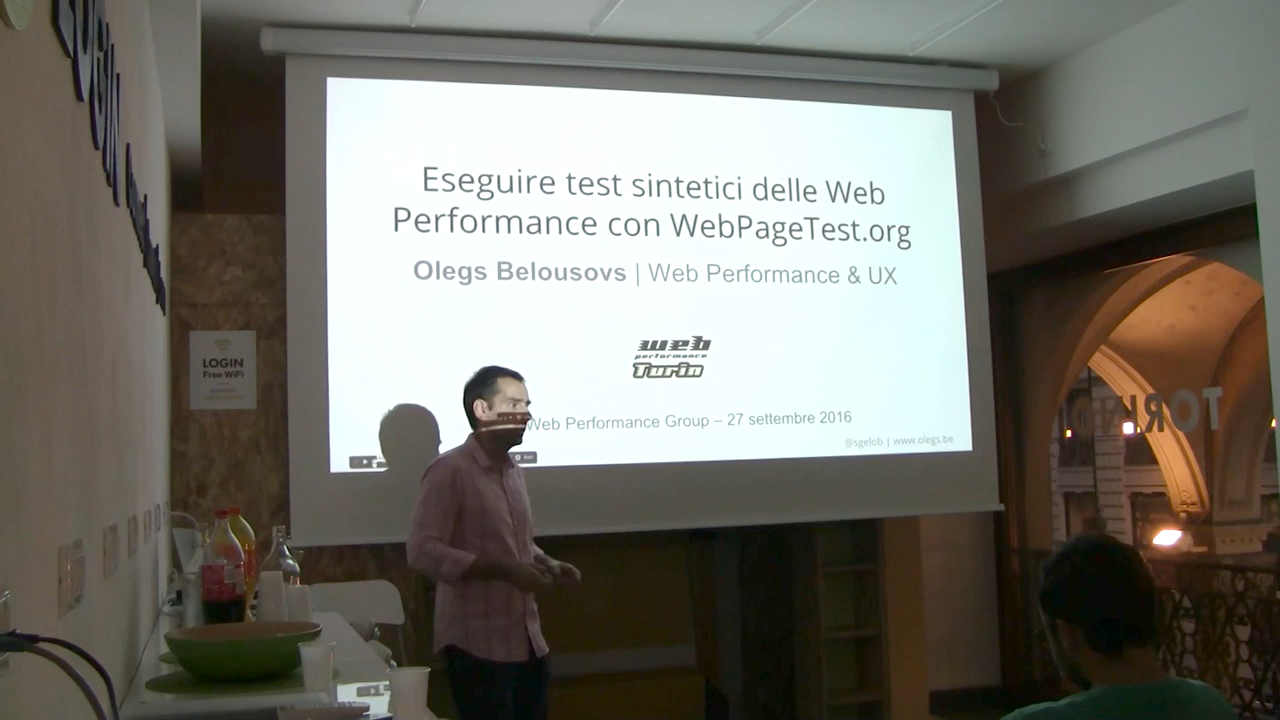 Eseguire test sintetici delle Web
Performance con WebPageTest.org
Olegs Belousovs | Web Performance & UX
web
performance
Turin
Web Performance Group – 27 settembre 2016
@sgelob | www.olegs.be
LOGIN
Free WiFi
TORIN